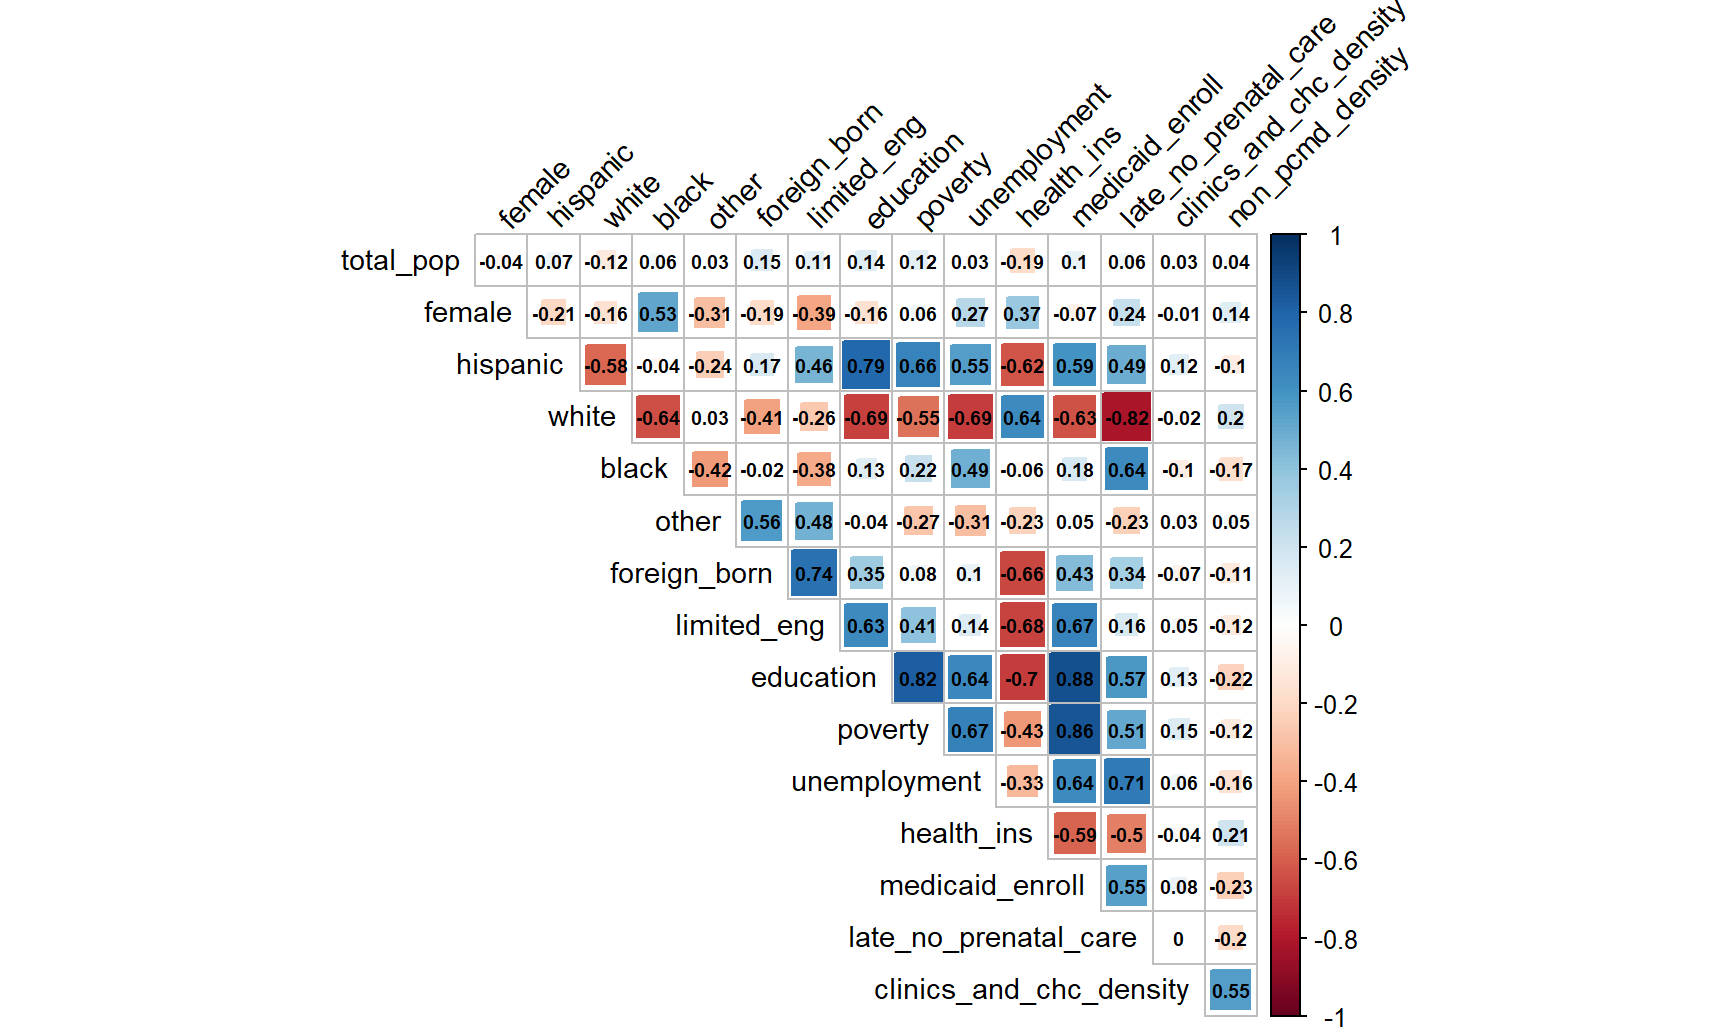 female
hispanic
white
black
other
foreign_born
limited_eng
education
poverty
unemployment
health_ins
medicaid_enroll
late_no_prenatal_care
clinics_and_chc_density
non_pcmd_density
total_pop -0.04 0.07 -0.12 0.06 0.03 0.15 0.11 0.14 0.12 0.03 -0.19 0.1 0.06 0.03 0.04
female -0.21 -0.16 0.53 -0.31 -0.19 -0.39 -0.16 0.06 0.27 0.37 -0.07 0.24 -0.01 0.14
hispanic -0.58 -0.04 -0.24 0.17 0.46 0.79 0.66 0.55 -0.62 0.59 0.49 0.12 -0.1
white -0.64 0.03 -0.41 -0.26 -0.69 -0.55 -0.69 0.64 -0.63 -0.82 -0.02 0.2
black -0.42 -0.02 -0.38 0.13 0.22 0.49 -0.06 0.18 0.64 -0.1 -0.17
other 0.56 0.48 -0.04 -0.27 -0.31 -0.23 0.05 -0.23 0.03 0.05
foreign_born 0.74 0.35 0.08 0.1 -0.66 0.43 0.34 -0.07 -0.11
limited_eng 0.63 0.41 0.14 -0.68 0.67 0.16 0.05 -0.12
education 0.82 0.64 -0.7 0.88 0.57 0.13 -0.22
poverty 0.67 -0.43 0.86 0.51 0.15 -0.12
unemployment -0.33 0.64 0.71 0.06 -0.16
health_ins -0.59 -0.5 -0.04 0.21
medicaid_enroll 0.55 0.08 -0.23
late_no_prenatal_care 0 -0.2
clinics_and_chc_density 0.55
1
0.8
0.6
0.4
0.2
0
-0.2
-0.4
-0.6
-0.8
-1